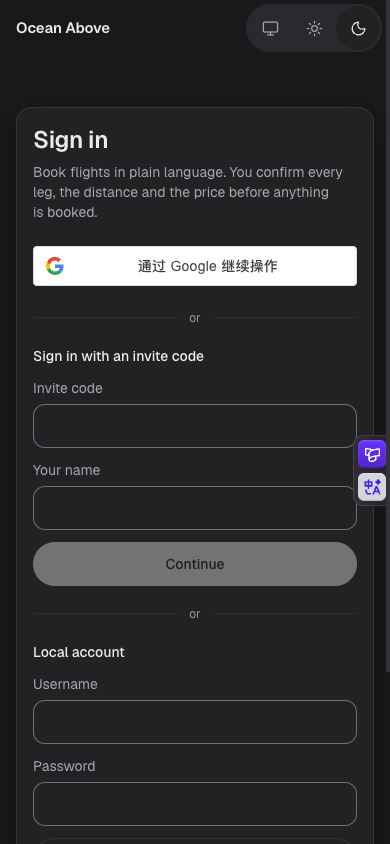 Ocean Above
Sign in
Book flights in plain language. You confirm every
leg, the distance and the price before anything
is booked.
通过 Google 继续操作
or
Sign in with an invite code
Invite code
Your name
中A
Continue
or
Local account
Username
Password